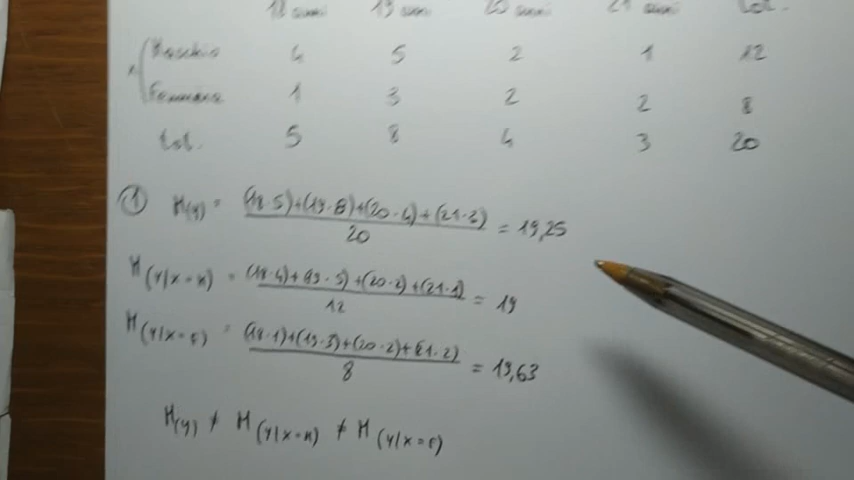 18 anni 19 anni 20 anni 21 anni tot.
x Maschio 4 5 2 1 12
Femmina 1 3 2 2 8
tot. 5 8 4 3 20
① M(y) = (18·5)+(19·8)+(20·4)+(21·3) / 20 = 19,25
M(Y|X=M) = (18·4)+(19·5)+(20·2)+(21·1) / 12 = 19
M(Y|X=F) = (18·1)+(19·3)+(20·2)+(21·2) / 8 = 19,63
M(y) ≠ M(Y|X=M) ≠ M(Y|X=F)